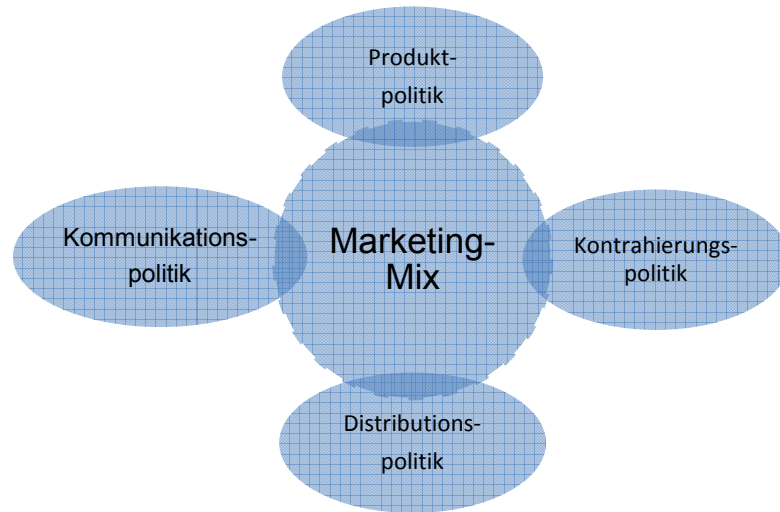 Produkt-
politik
Kommunikations-
politik
Marketing-
Mix
Kontrahierungs-
politik
Distributions-
politik